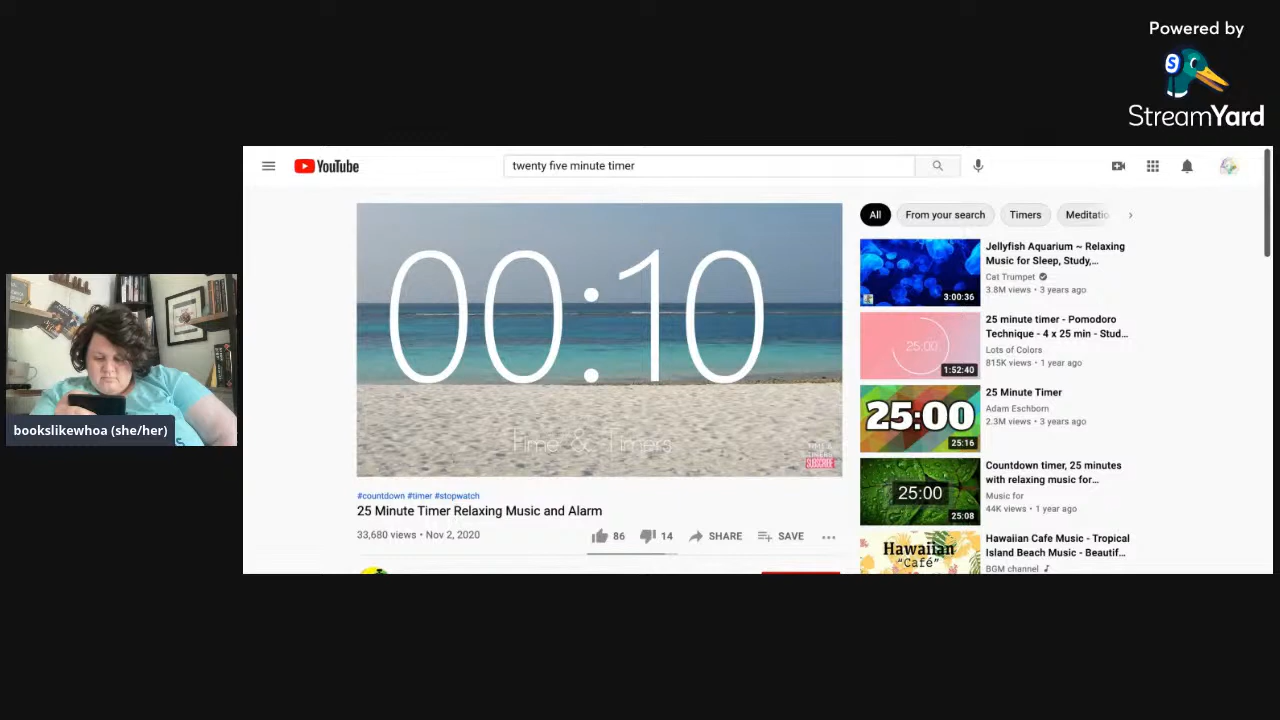 Powered by
S
StreamYard
YouTube
twenty five minute timer
00:10
Time & Timers
TIME &
TIMERS
SUBSCRIBE
#countdown #timer #stopwatch
25 Minute Timer Relaxing Music and Alarm
33,680 views • Nov 2, 2020
86
14
SHARE
SAVE
All
From your search
Timers
Meditatio
Jellyfish Aquarium ~ Relaxing
Music for Sleep, Study,...
Cat Trumpet
3.8M views • 3 years ago
3:00:36
25 minute timer - Pomodoro
Technique - 4 x 25 min - Stud...
Lots of Colors
815K views • 1 year ago
25:00
1:52:40
25 Minute Timer
Adam Eschborn
2.3M views • 3 years ago
25:00
25:16
Countdown timer, 25 minutes
with relaxing music for...
Music for
44K views • 1 year ago
25:00
25:08
Hawaiian Cafe Music - Tropical
Island Beach Music - Beautif...
BGM channel
Hawaiian
"Café"
bookslikewhoa (she/her)